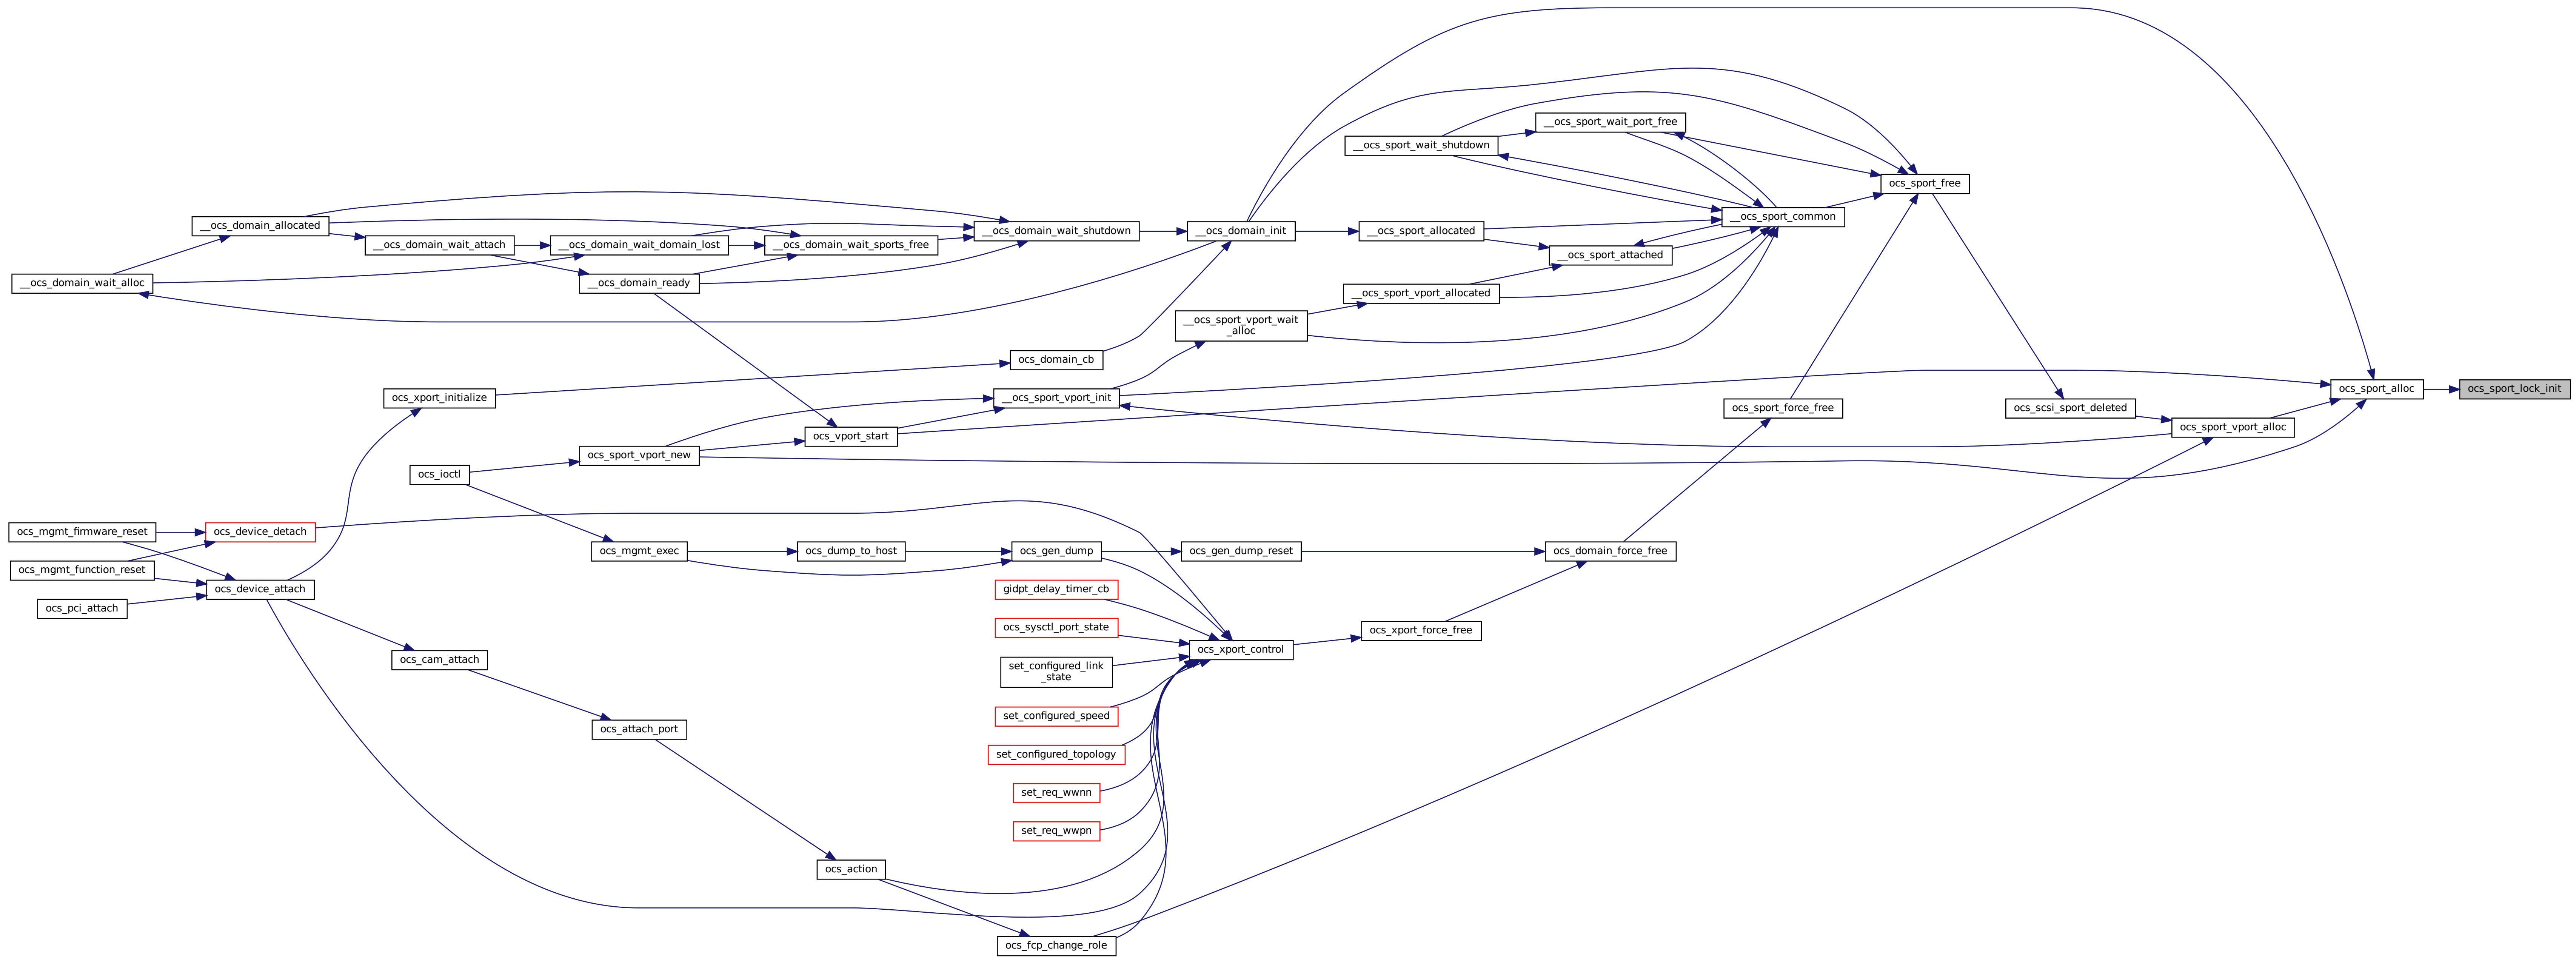 __ocs_sport_wait_port_free
__ocs_sport_wait_shutdown
ocs_sport_free
__ocs_sport_common
__ocs_domain_allocated
__ocs_domain_wait_shutdown
__ocs_domain_init
__ocs_sport_allocated
__ocs_domain_wait_attach
__ocs_domain_wait_domain_lost
__ocs_domain_wait_sports_free
__ocs_sport_attached
__ocs_domain_wait_alloc
__ocs_domain_ready
__ocs_sport_vport_allocated
__ocs_sport_vport_wait
_alloc
ocs_domain_cb
ocs_sport_alloc
ocs_sport_lock_init
ocs_xport_initialize
__ocs_sport_vport_init
ocs_sport_force_free
ocs_scsi_sport_deleted
ocs_sport_vport_alloc
ocs_vport_start
ocs_sport_vport_new
ocs_ioctl
ocs_mgmt_firmware_reset
ocs_device_detach
ocs_mgmt_exec
ocs_dump_to_host
ocs_gen_dump
ocs_gen_dump_reset
ocs_domain_force_free
ocs_mgmt_function_reset
ocs_device_attach
gidpt_delay_timer_cb
ocs_pci_attach
ocs_sysctl_port_state
ocs_xport_force_free
ocs_xport_control
ocs_cam_attach
set_configured_link
_state
set_configured_speed
ocs_attach_port
set_configured_topology
set_req_wwnn
set_req_wwpn
ocs_action
ocs_fcp_change_role